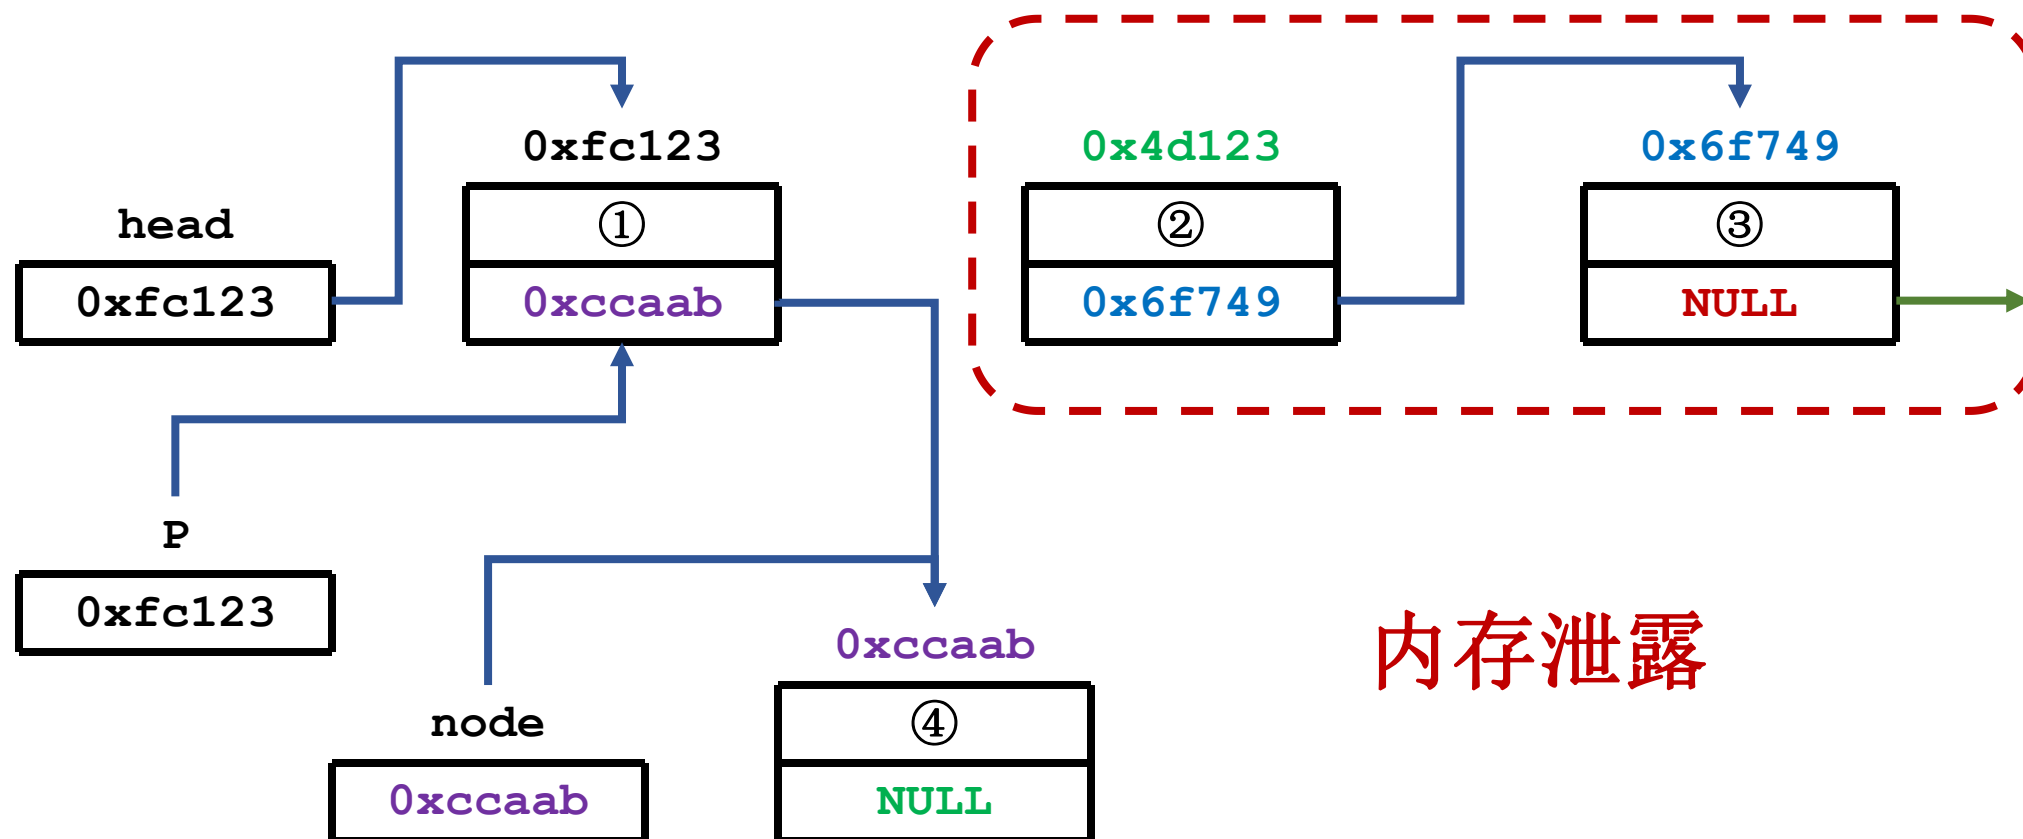 0xfc123
0x4d123
0x6f749
head
①
②
③
0xfc123
0xccaab
0x6f749
NULL
P
0xfc123
0xccaab
内存泄露
node
④
0xccaab
NULL